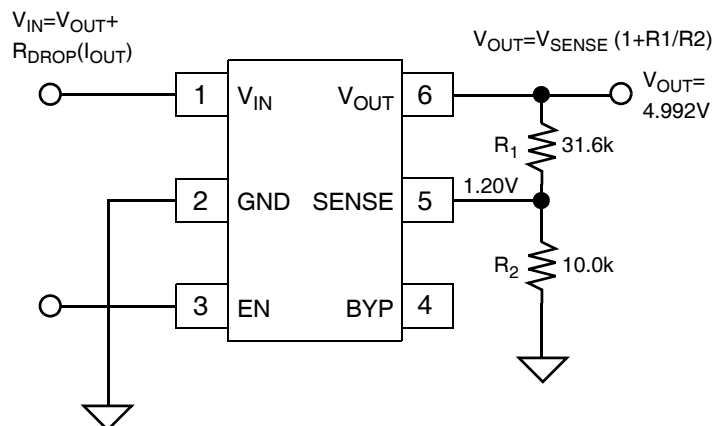 V_IN=V_OUT+
R_DROP(I_OUT)
V_OUT=V_SENSE (1+R1/R2)
V_OUT=
4.992V
1 V_IN V_OUT 6
R_1 31.6k
1.20V
2 GND SENSE 5
R_2 10.0k
3 EN BYP 4